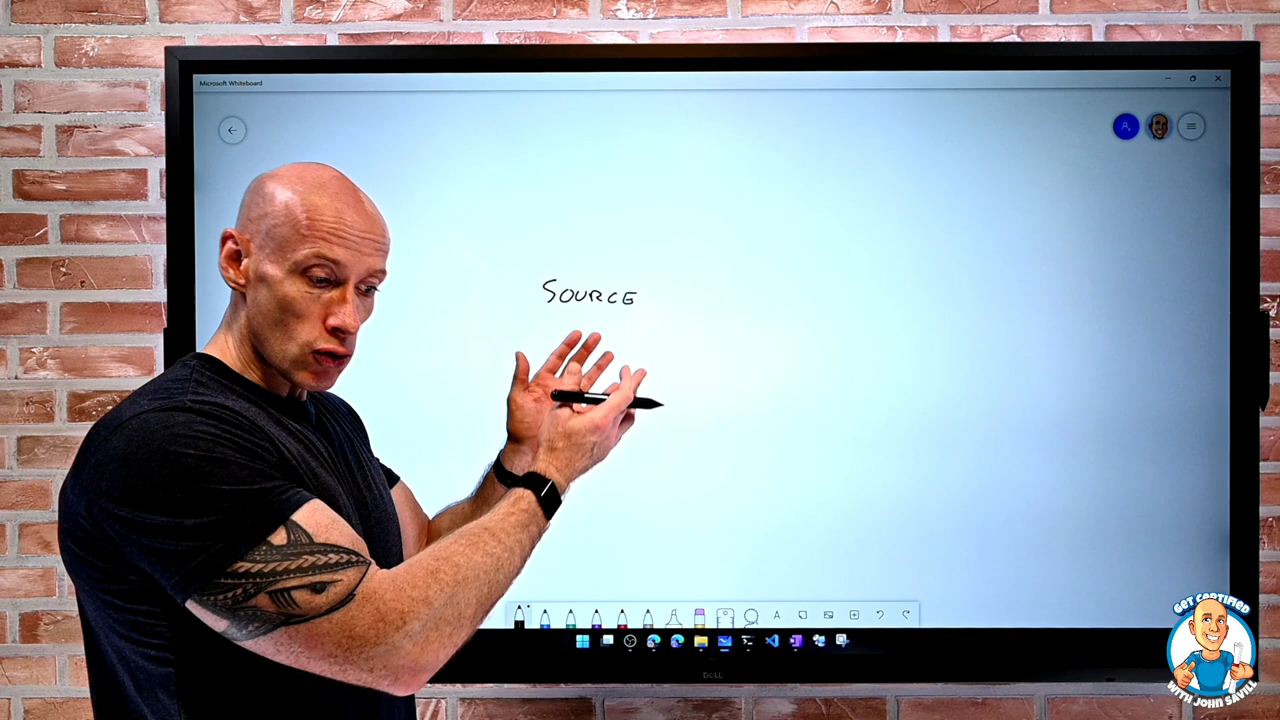 Microsoft Whiteboard
SOURCE
DELL
GET CERTIFIED
WITH JOHN SAVILL